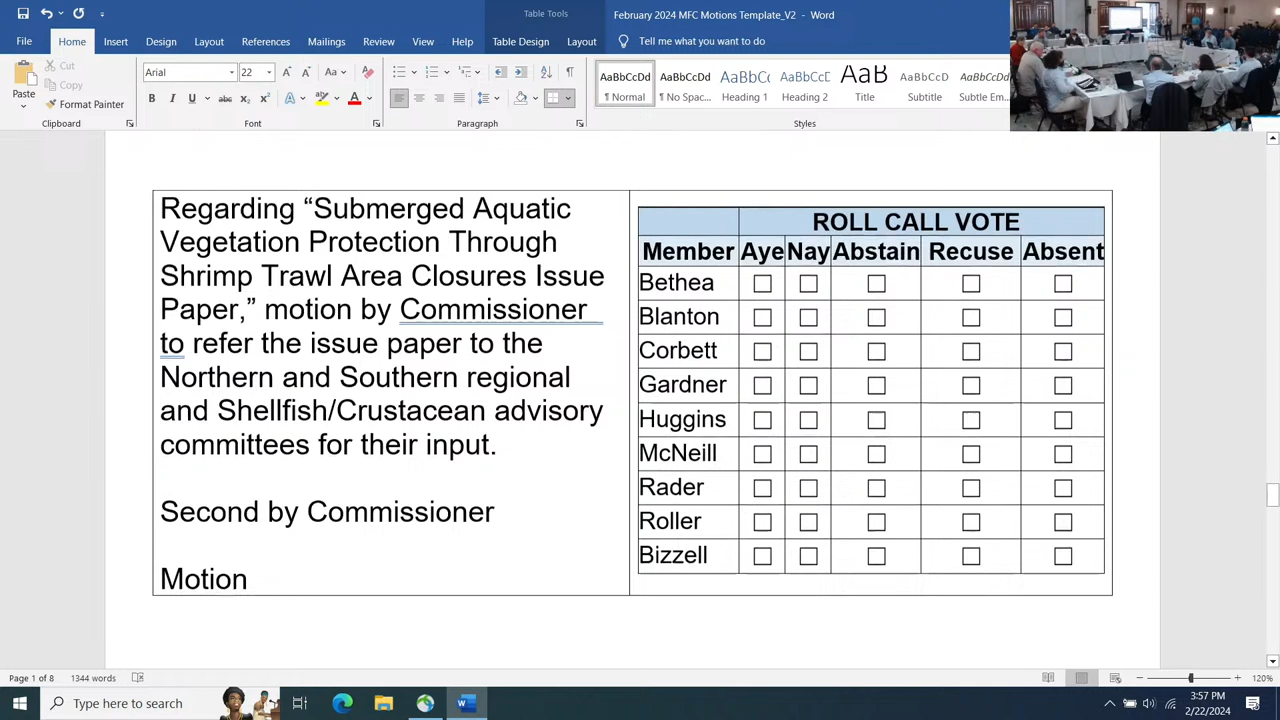 Table Tools
February 2024 MFC Motions Template_V2 - Word
File
Home
Insert
Design
Layout
References
Mailings
Review
View
Help
Table Design
Layout
Tell me what you want to do
Paste
Cut
Copy
Format Painter
Clipboard
Arial
22
Font
Paragraph
AaBbCcDd
¶ Normal
AaBbCcDd
¶ No Spac...
AaBbCc
Heading 1
AaBbCcD
Heading 2
AaB
Title
AaBbCcD
Subtitle
AaBbCcDd
Subtle Em...
Styles
Regarding “Submerged Aquatic
Vegetation Protection Through
Shrimp Trawl Area Closures Issue
Paper,” motion by Commissioner
to refer the issue paper to the
Northern and Southern regional
and Shellfish/Crustacean advisory
committees for their input.
Second by Commissioner
Motion
ROLL CALL VOTE
Member Aye Nay Abstain Recuse Absent
Bethea ☐ ☐ ☐ ☐ ☐
Blanton ☐ ☐ ☐ ☐ ☐
Corbett ☐ ☐ ☐ ☐ ☐
Gardner ☐ ☐ ☐ ☐ ☐
Huggins ☐ ☐ ☐ ☐ ☐
McNeill ☐ ☐ ☐ ☐ ☐
Rader ☐ ☐ ☐ ☐ ☐
Roller ☐ ☐ ☐ ☐ ☐
Bizzell ☐ ☐ ☐ ☐ ☐
Page 1 of 8
1344 words
120%
Type here to search
3:57 PM
2/22/2024